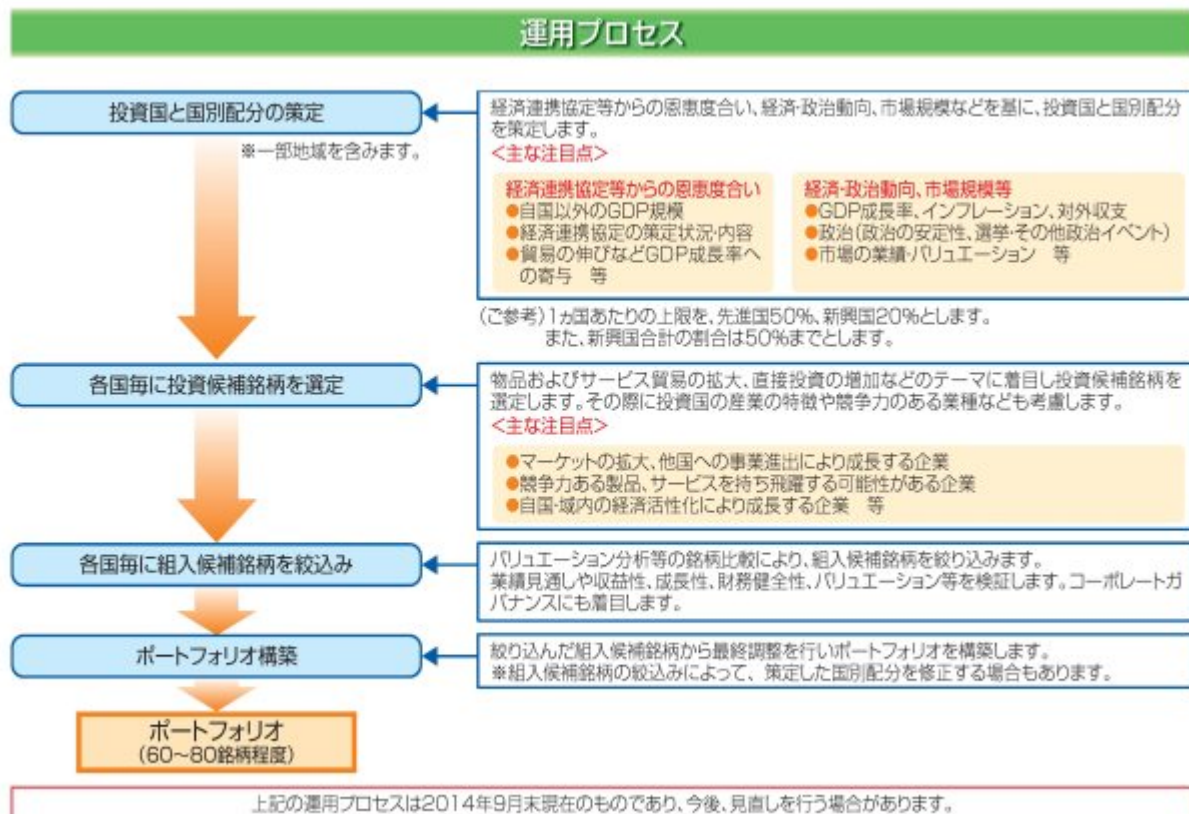 運用プロセス
投資国と国別配分の策定
※一部地域を含みます。
経済連携協定等からの恩恵度合い、経済・政治動向、市場規模などを基に、投資国と国別配分
を策定します。
<主な注目点>
経済連携協定等からの恩恵度合い
●自国以外のGDP規模
●経済連携協定の策定状況・内容
●貿易の伸びなどGDP成長率へ
の寄与　等
経済・政治動向、市場規模等
●GDP成長率、インフレーション、対外収支
●政治(政治の安定性、選挙・その他政治イベント)
●市場の業績・バリュエーション　等
(ご参考)1ヵ国あたりの上限を、先進国50%、新興国20%とします。
また、新興国合計の割合は50%までとします。
各国毎に投資候補銘柄を選定
物品およびサービス貿易の拡大、直接投資の増加などのテーマに着目し投資候補銘柄を
選定します。その際に投資国の産業の特徴や競争力のある業種なども考慮します。
<主な注目点>
●マーケットの拡大、他国への事業進出により成長する企業
●競争力ある製品、サービスを持ち飛躍する可能性がある企業
●自国・域内の経済活性化により成長する企業　等
各国毎に組入候補銘柄を絞込み
バリュエーション分析等の銘柄比較により、組入候補銘柄を絞り込みます。
業績見通しや収益性、成長性、財務健全性、バリュエーション等を検証します。コーポレートガ
バナンスにも着目します。
ポートフォリオ構築
絞り込んだ組入候補銘柄から最終調整を行いポートフォリオを構築します。
※組入候補銘柄の絞込みによって、策定した国別配分を修正する場合もあります。
ポートフォリオ
(60～80銘柄程度)
上記の運用プロセスは2014年9月末現在のものであり、今後、見直しを行う場合があります。